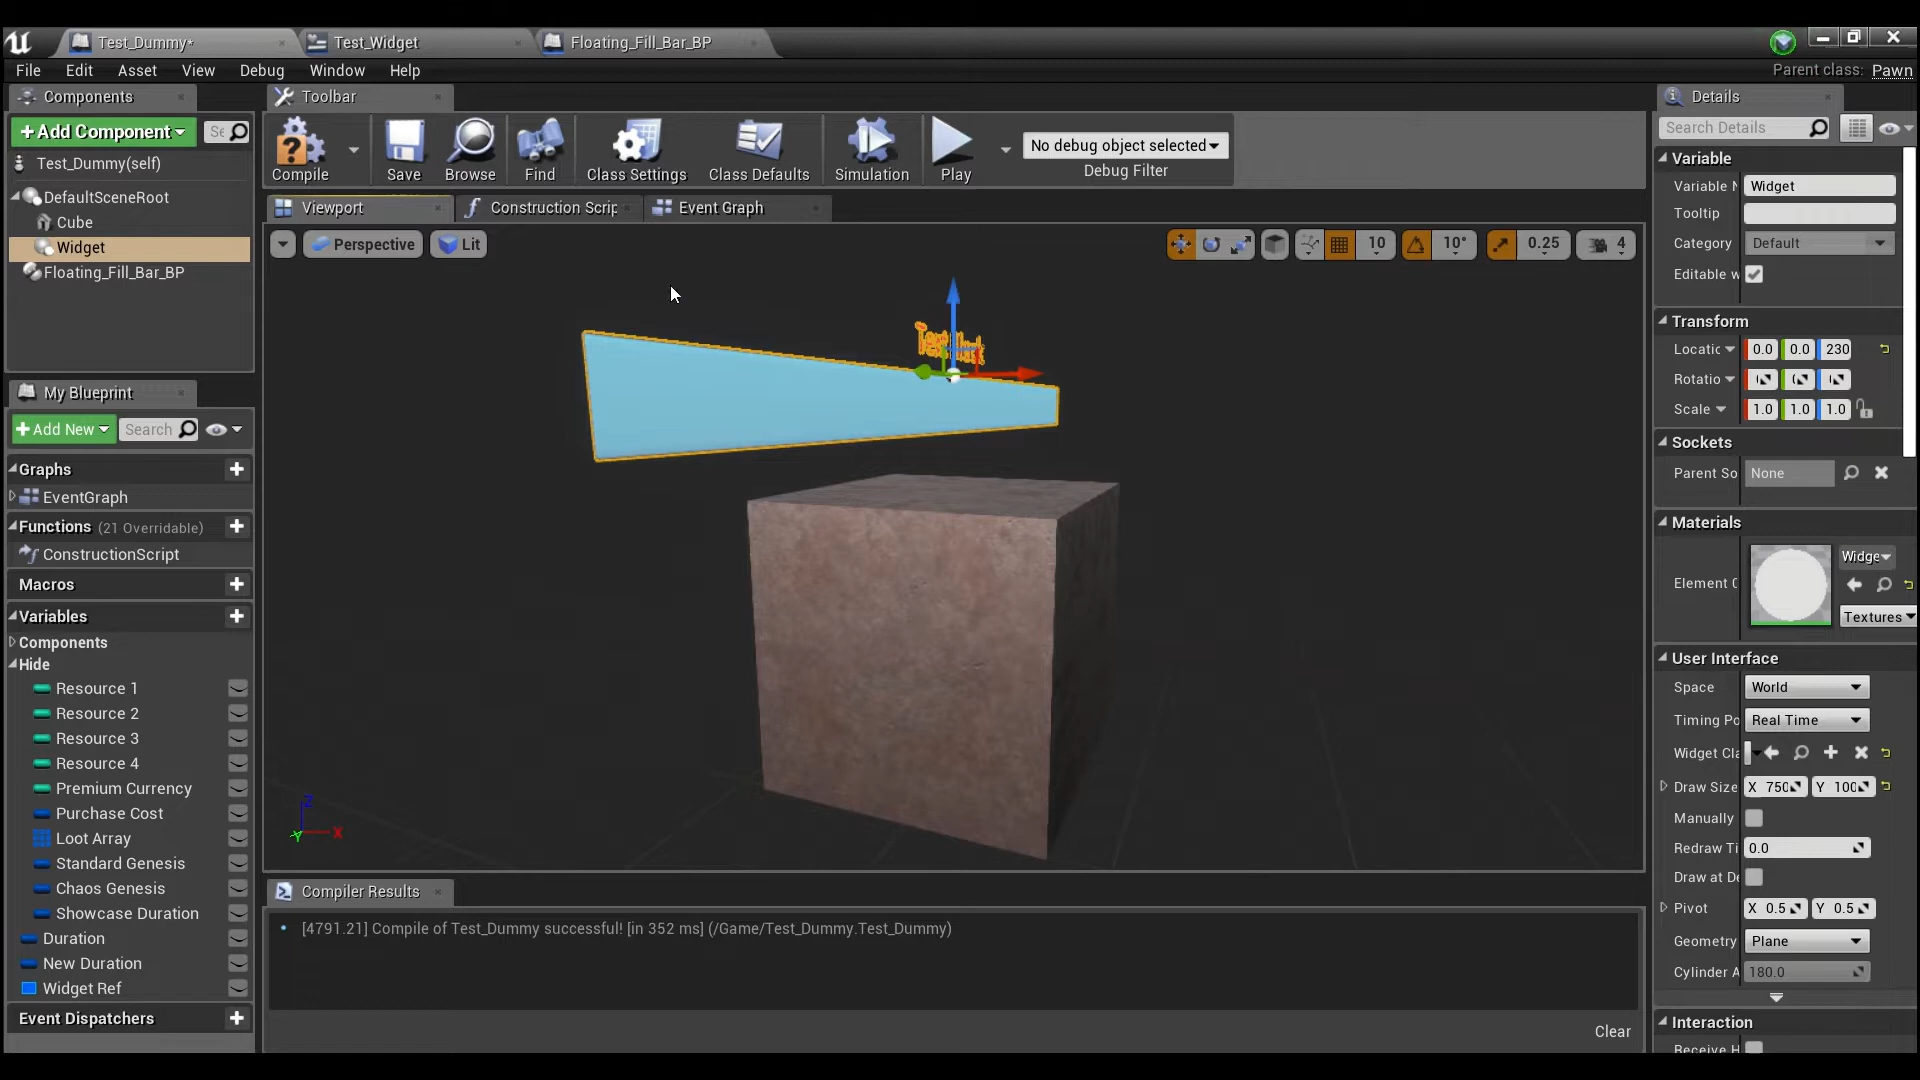 Test_Dummy*
Test_Widget
Floating_Fill_Bar_BP
File Edit Asset View Debug Window Help
Parent class: Pawn
Components
+Add Component
Se
Test_Dummy(self)
DefaultSceneRoot
Cube
Widget
Floating_Fill_Bar_BP
My Blueprint
+Add New
Search
Graphs
EventGraph
Functions (21 Overridable)
ConstructionScript
Macros
Variables
Components
Hide
Resource 1
Resource 2
Resource 3
Resource 4
Premium Currency
Purchase Cost
Loot Array
Standard Genesis
Chaos Genesis
Showcase Duration
Duration
New Duration
Widget Ref
Event Dispatchers
Toolbar
Compile
Save
Browse
Find
Class Settings
Class Defaults
Simulation
Play
No debug object selected
Debug Filter
Viewport
Construction Scrip
Event Graph
Perspective
Lit
10
10°
0.25
4
Z
Y
X
Compiler Results
[4791.21] Compile of Test_Dummy successful! [in 352 ms] (/Game/Test_Dummy.Test_Dummy)
Clear
Details
Search Details
Variable
Variable N Widget
Tooltip
Category Default
Editable w
Transform
Locatic 0.0 0.0 230
Rotatio
Scale 1.0 1.0 1.0
Sockets
Parent So None
Materials
Element
Widge
Textures
User Interface
Space World
Timing Po Real Time
Widget Cla
Draw Size X 750 Y 100
Manually
Redraw Ti 0.0
Draw at De
Pivot X 0.5 Y 0.5
Geometry Plane
Cylinder A 180.0
Interaction
Receive H